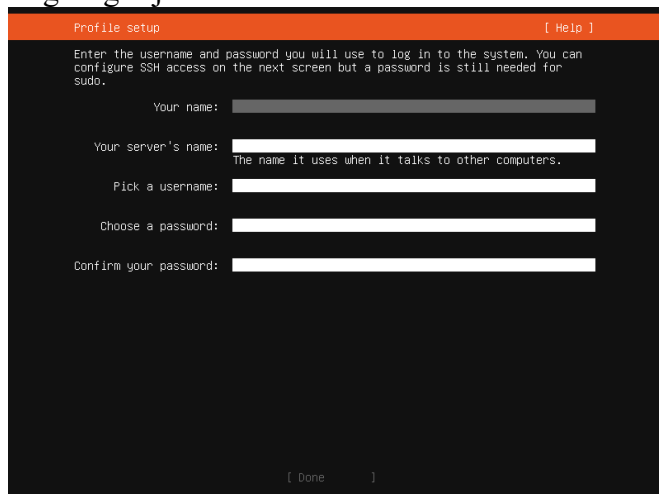 Profile setup [ Help ]
Enter the username and password you will use to log in to the system. You can
configure SSH access on the next screen but a password is still needed for
sudo.
Your name:
Your server's name:
The name it uses when it talks to other computers.
Pick a username:
Choose a password:
Confirm your password:
[ Done ]